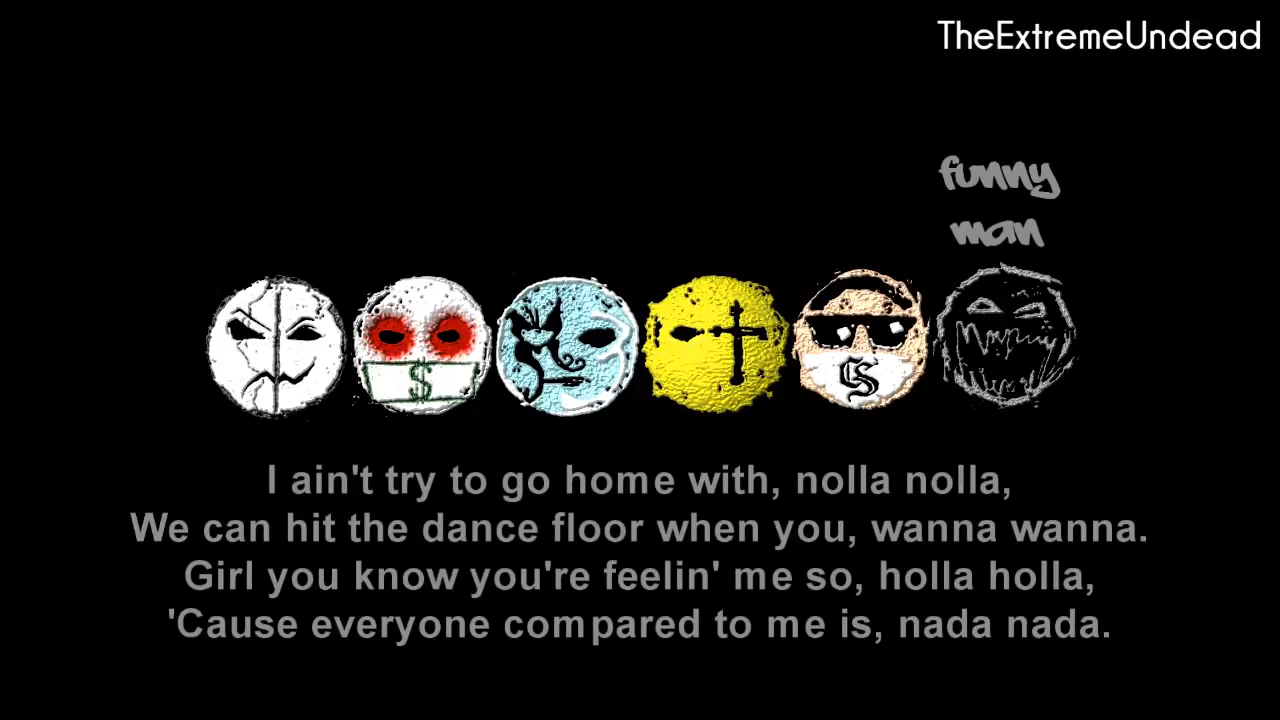 TheExtremeUndead
funny
man
$
S
I ain't try to go home with, nolla nolla,
We can hit the dance floor when you, wanna wanna.
Girl you know you're feelin' me so, holla holla,
'Cause everyone compared to me is, nada nada.